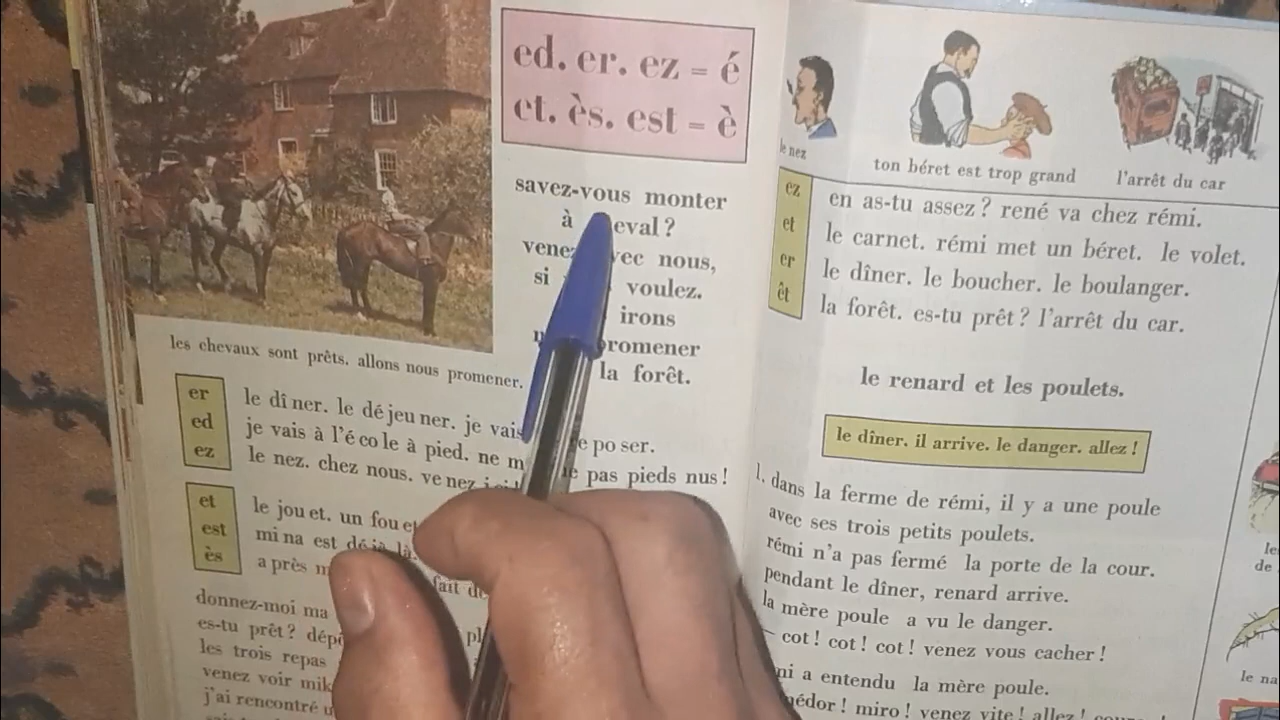 ed. er. ez = é
et. ès. est = è
savez-vous monter
à eval ?
nous,
si voulez.
irons
promener
la forêt.
les chevaux sont prêts. allons nous promener.
er
ed
ez
le dî ner. le dé jeu ner. je vais po ser.
je vais à l'é co le à pied. ne pas pieds nus !
le nez. chez nous. ve nez
et
est
ès
le jou et. un fou et
mi na est dé jà là.
a près fait
donnez-moi ma
es-tu prêt ?
les trois repas
venez voir
j'ai rencontré
le nez
ton béret est trop grand
l'arrêt du car
ez
et
er
êt
en as-tu assez ? rené va chez rémi.
le carnet. rémi met un béret. le volet.
le dîner. le boucher. le boulanger.
la forêt. es-tu prêt ? l'arrêt du car.
le renard et les poulets.
le dîner. il arrive. le danger. allez !
1. dans la ferme de rémi, il y a une poule
avec ses trois petits poulets.
rémi n'a pas fermé la porte de la cour.
pendant le dîner, renard arrive.
la mère poule a vu le danger.
— cot ! cot ! cot ! venez vous cacher !
a entendu la mère poule.
médor ! miro ! venez vite ! allez !
de